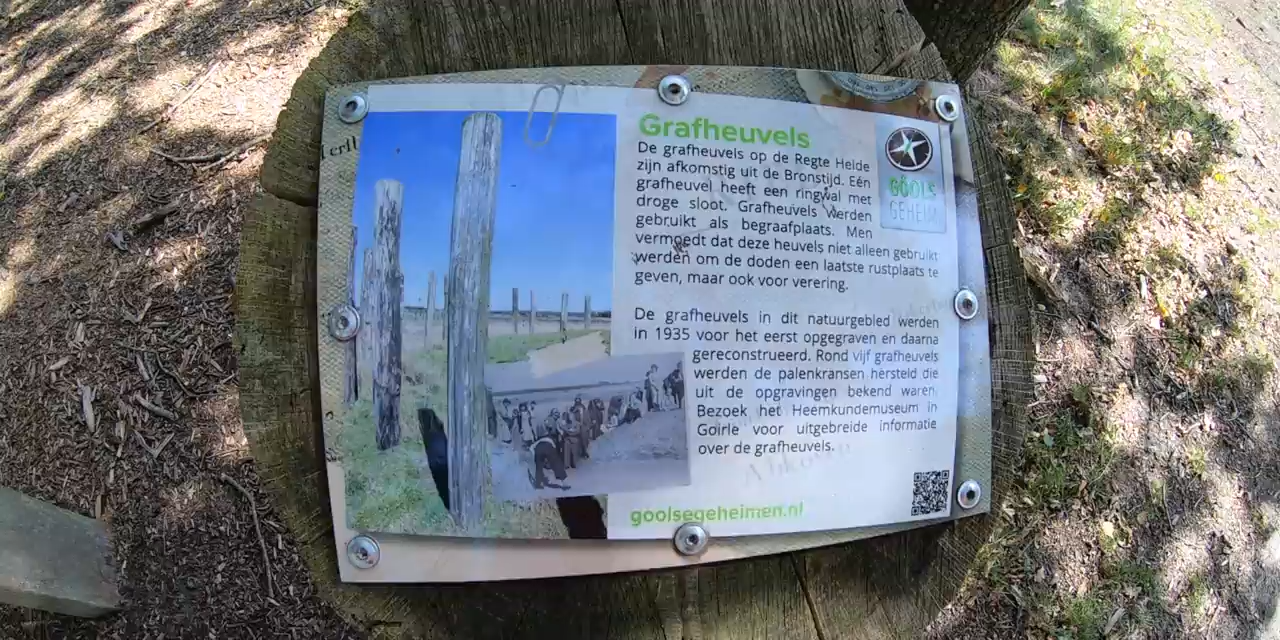 Grafheuvels
De grafheuvels op de Regte Heide
zijn afkomstig uit de Bronstijd. Eén
grafheuvel heeft een ringwal met
droge sloot. Grafheuvels werden
gebruikt als begraafplaats. Men
vermoedt dat deze heuvels niet alleen gebruikt
werden om de doden een laatste rustplaats te
geven, maar ook voor verering.
De grafheuvels in dit natuurgebied werden
in 1935 voor het eerst opgegraven en daarna
gereconstrueerd. Rond vijf grafheuvels
werden de palenkransen hersteld die
uit de opgravingen bekend waren.
Bezoek het Heemkundemuseum in
Goirle voor uitgebreide informatie
over de grafheuvels.
goolsegeheimen.nl
GOOLS
GEHEIM